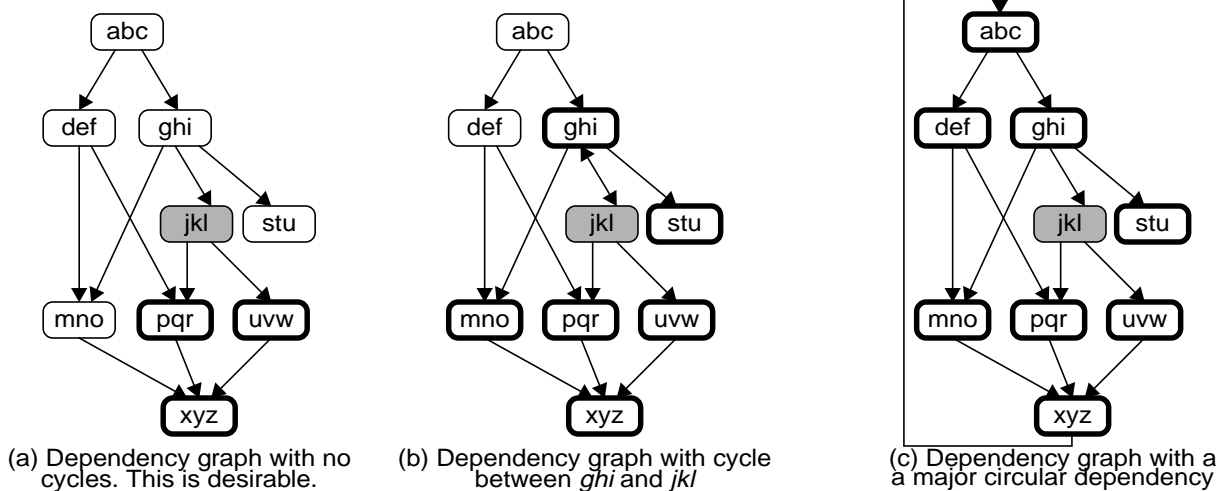 abc
abc
abc
def
ghi
def
ghi
def
ghi
jkl
stu
jkl
stu
jkl
stu
mno
pqr
uvw
mno
pqr
uvw
mno
pqr
uvw
xyz
xyz
xyz
(a) Dependency graph with no
cycles. This is desirable.
(b) Dependency graph with cycle
between ghi and jkl
(c) Dependency graph with a
a major circular dependency